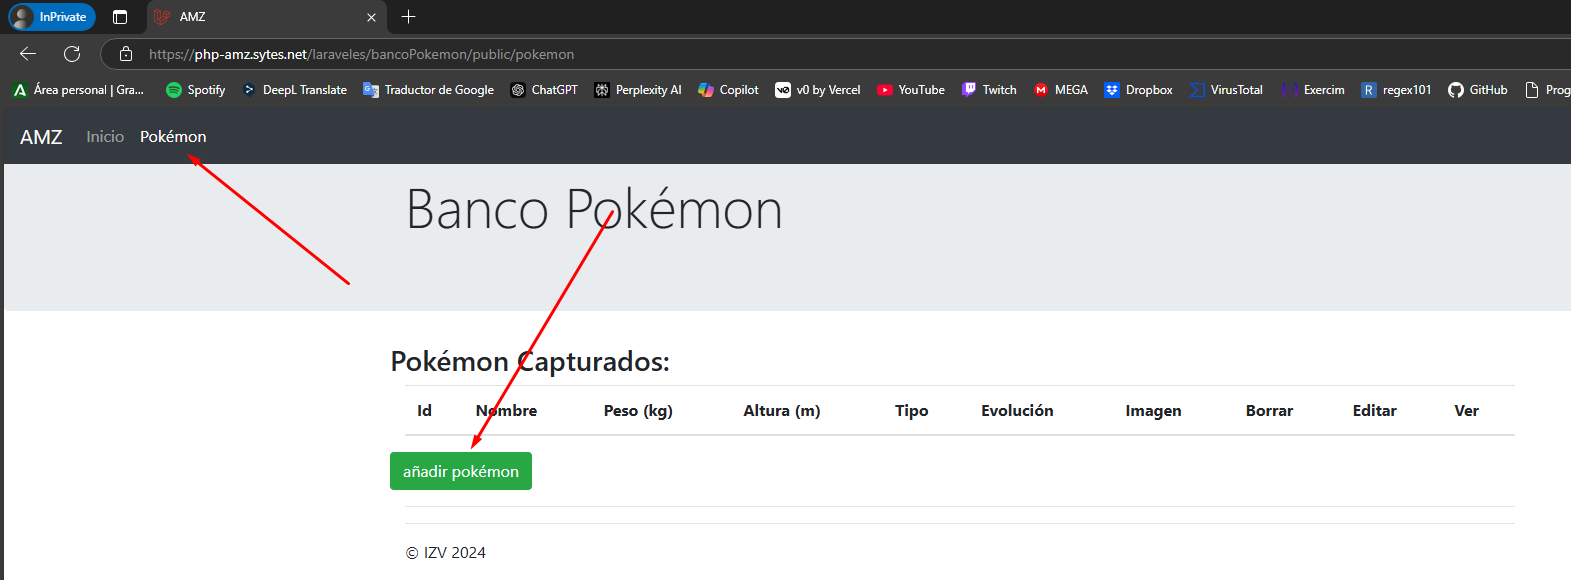 InPrivate AMZ
https://php-amz.sytes.net/laraveles/bancoPokemon/public/pokemon
Área personal | Gra... Spotify DeepL Translate Traductor de Google ChatGPT Perplexity AI Copilot v0 by Vercel YouTube Twitch MEGA Dropbox VirusTotal Exercim regex101 GitHub Prog
AMZ Inicio Pokémon
Banco Pokémon
Pokémon Capturados:
Id Nombre Peso (kg) Altura (m) Tipo Evolución Imagen Borrar Editar Ver
añadir pokémon
© IZV 2024